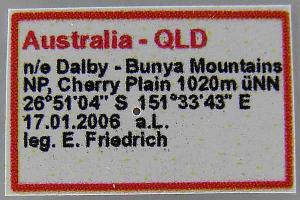 Australia - QLD
n/e Dalby - Bunya Mountains
NP, Cherry Plain 1020m üNN
26°51'04" S 151°33'43" E
17.01.2006 a.L.
leg. E. Friedrich